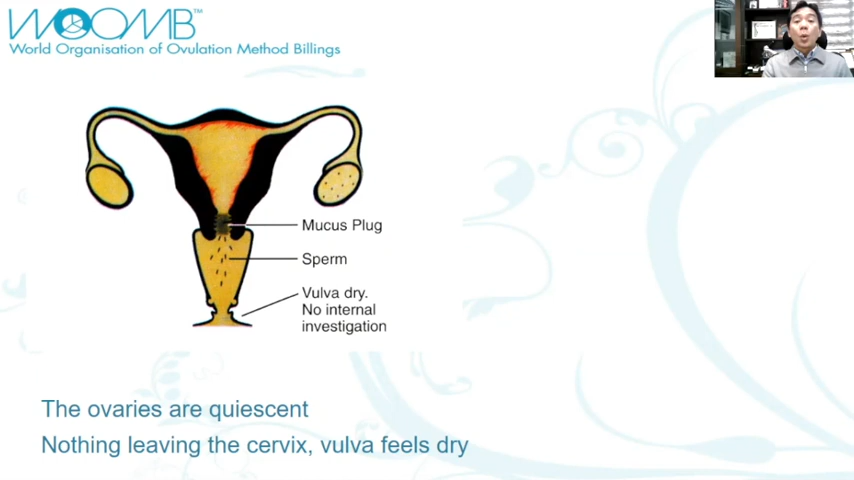 WOOMB™
World Organisation of Ovulation Method Billings
Mucus Plug
Sperm
Vulva dry.
No internal
investigation
The ovaries are quiescent
Nothing leaving the cervix, vulva feels dry